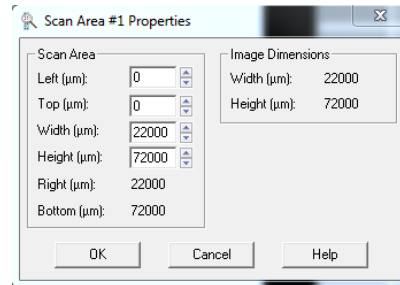 Scan Area #1 Properties
Scan Area
Left (µm): 0
Top (µm): 0
Width (µm): 22000
Height (µm): 72000
Right (µm): 22000
Bottom (µm): 72000
Image Dimensions
Width (µm): 22000
Height (µm): 72000
OK Cancel Help